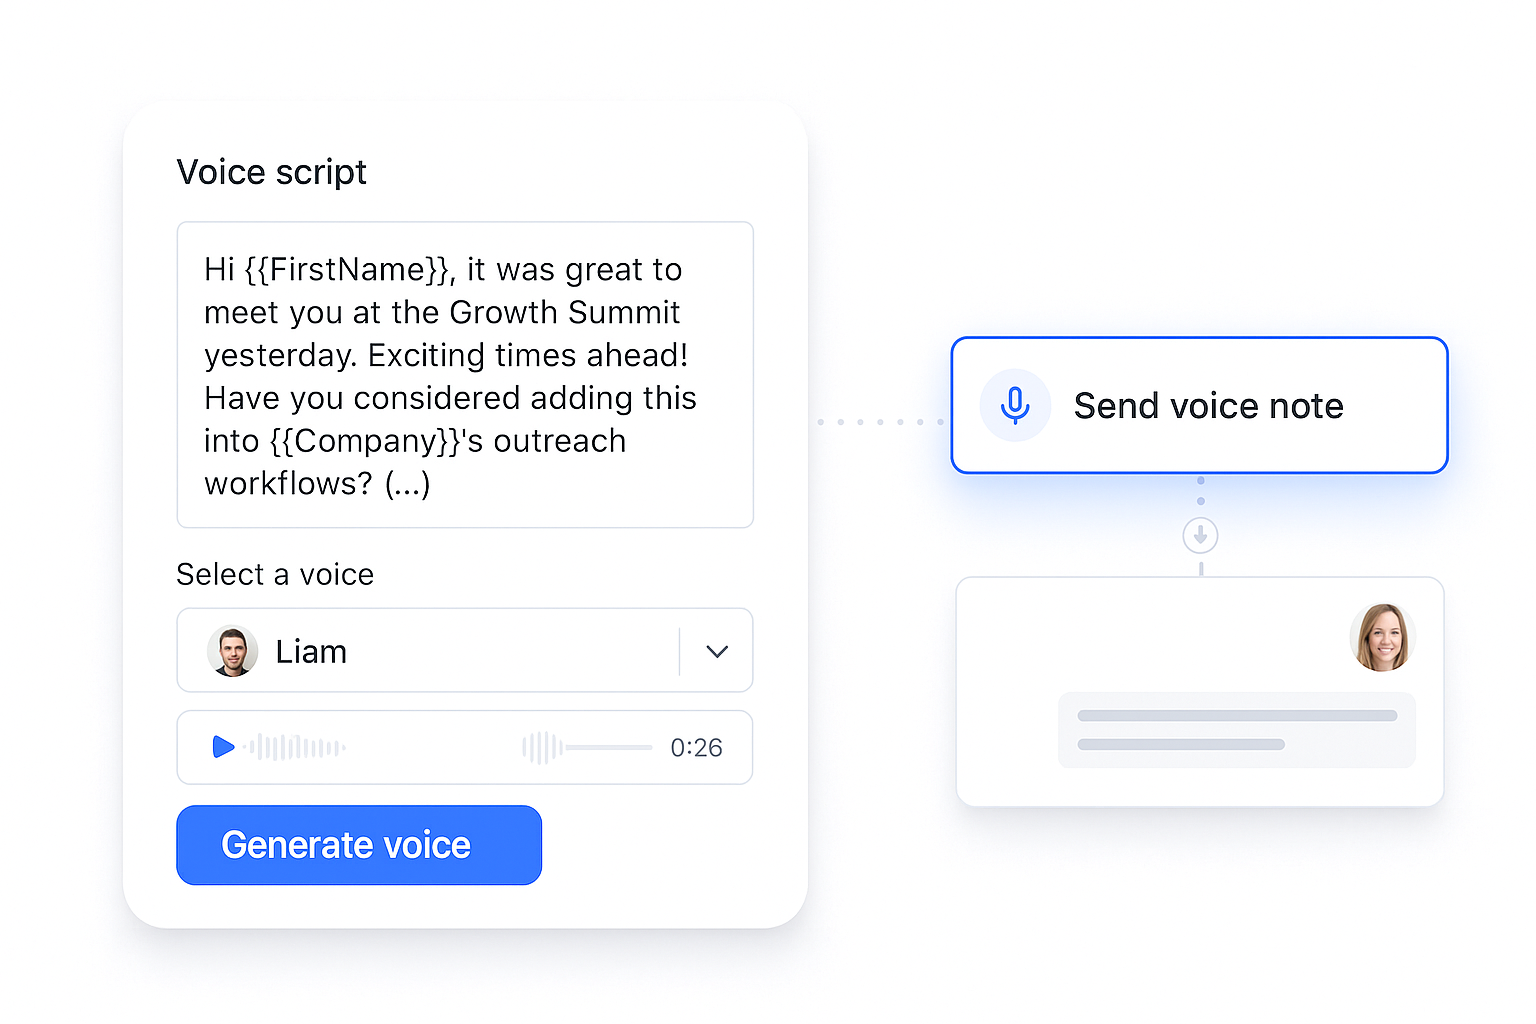 Voice script
Hi {{FirstName}}, it was great to
meet you at the Growth Summit
yesterday. Exciting times ahead!
Have you considered adding this
into {{Company}}'s outreach
workflows? (...)
Select a voice
Liam
0:26
Generate voice
Send voice note